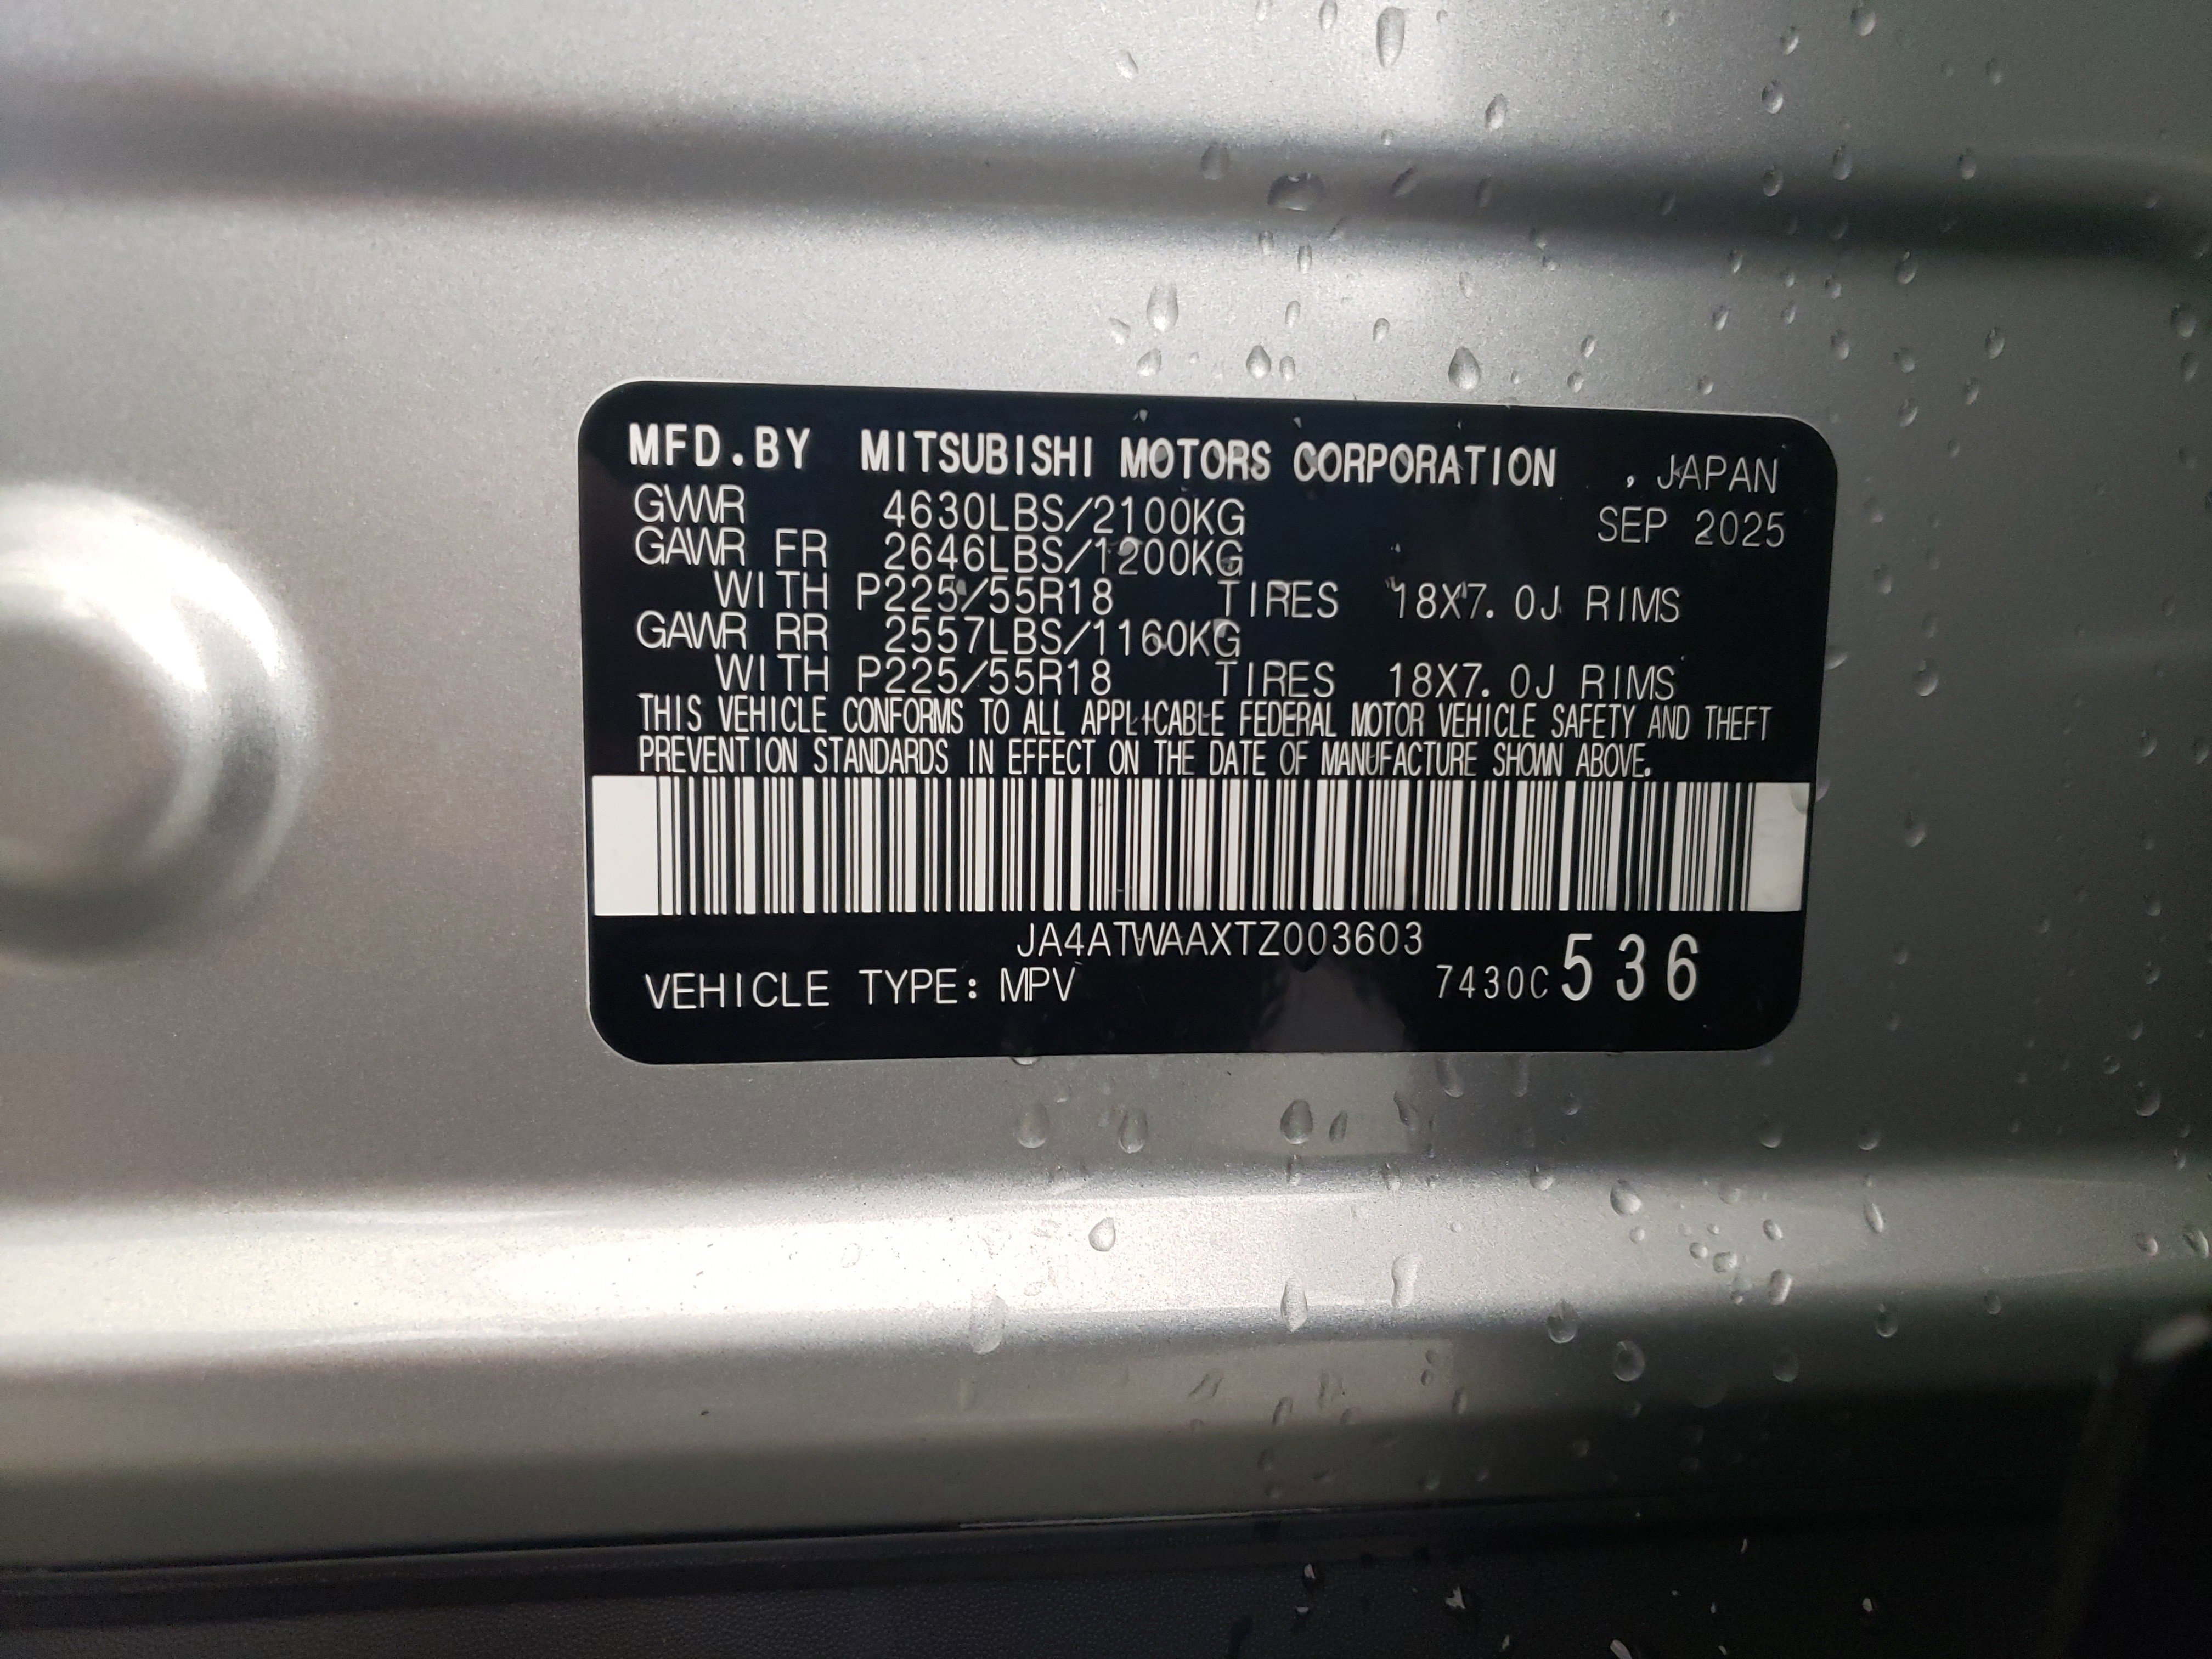 MFD.BY MITSUBISHI MOTORS CORPORATION , JAPAN
GVWR 4630LBS/2100KG SEP 2025
GAWR FR 2646LBS/1200KG
WITH P225/55R18 TIRES 18X7.0J RIMS
GAWR RR 2557LBS/1160KG
WITH P225/55R18 TIRES 18X7.0J RIMS
THIS VEHICLE CONFORMS TO ALL APPLICABLE FEDERAL MOTOR VEHICLE SAFETY AND THEFT
PREVENTION STANDARDS IN EFFECT ON THE DATE OF MANUFACTURE SHOWN ABOVE.
JA4ATWAAXTZ003603
VEHICLE TYPE: MPV 7430C 536